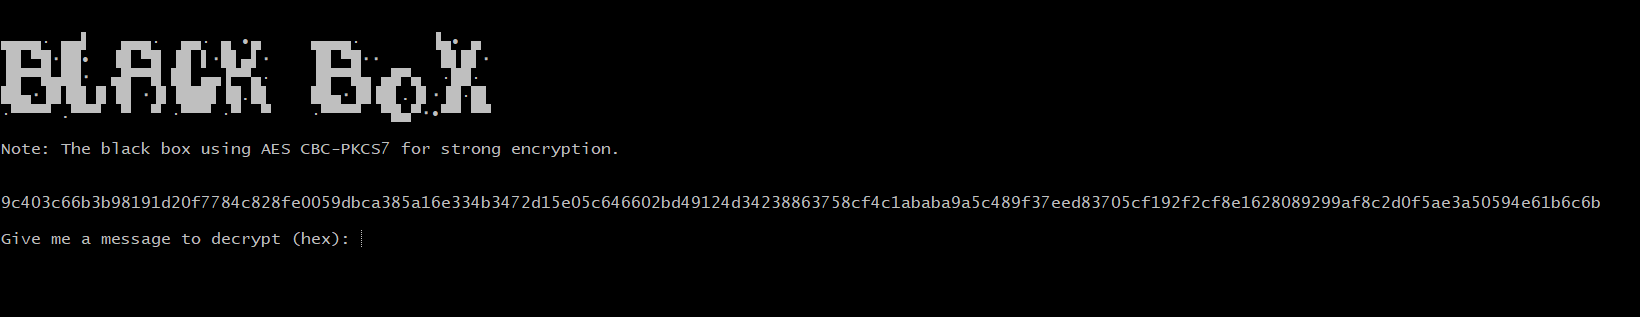 BLACK BoX
Note: The black box using AES CBC-PKCS7 for strong encryption.
9c403c66b3b98191d20f7784c828fe0059dbca385a16e334b3472d15e05c646602bd49124d34238863758cf4c1ababa9a5c489f37eed83705cf192f2cf8e1628089299af8c2d0f5ae3a50594e61b6c6b
Give me a message to decrypt (hex):